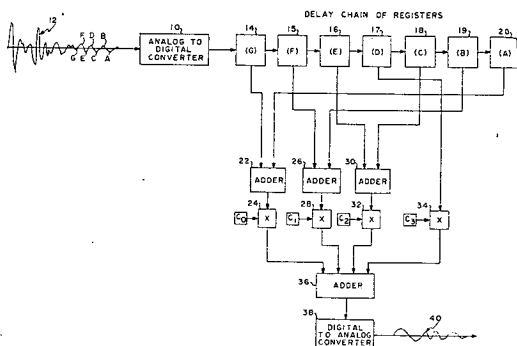 DELAY CHAIN OF REGISTERS
12 10 14 15 16 17 18 19 20
F D B
G E C A
ANALOG TO DIGITAL CONVERTER
(G) (F) (E) (D) (C) (B) (A)
22 26 30
ADDER ADDER ADDER
24 28 32 34
C0 X C1 X C2 X C3 X
36
ADDER
38 40
DIGITAL TO ANALOG CONVERTER